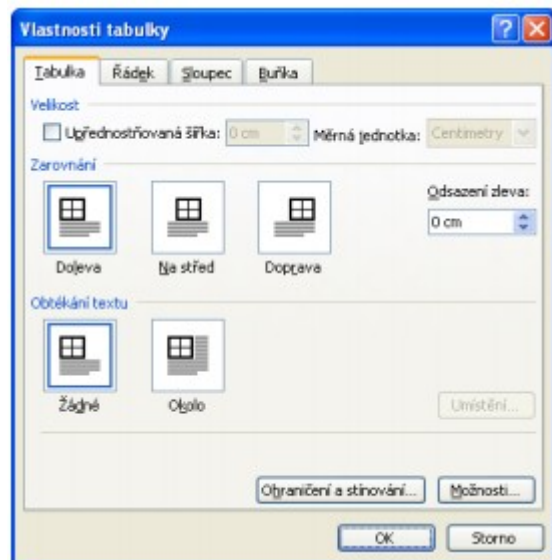 Vlastnosti tabulky
Tabulka Řádek Sloupec Buňka
Velikost
Upřednostňovaná šířka: 0 cm Měrná jednotka: Centimetry
Zarovnání
Odsazení zleva:
0 cm
Doleva Na střed Doprava
Obtékání textu
Žádné Okolo
Umístění...
Ohraničení a stínování... Možnosti...
OK Storno